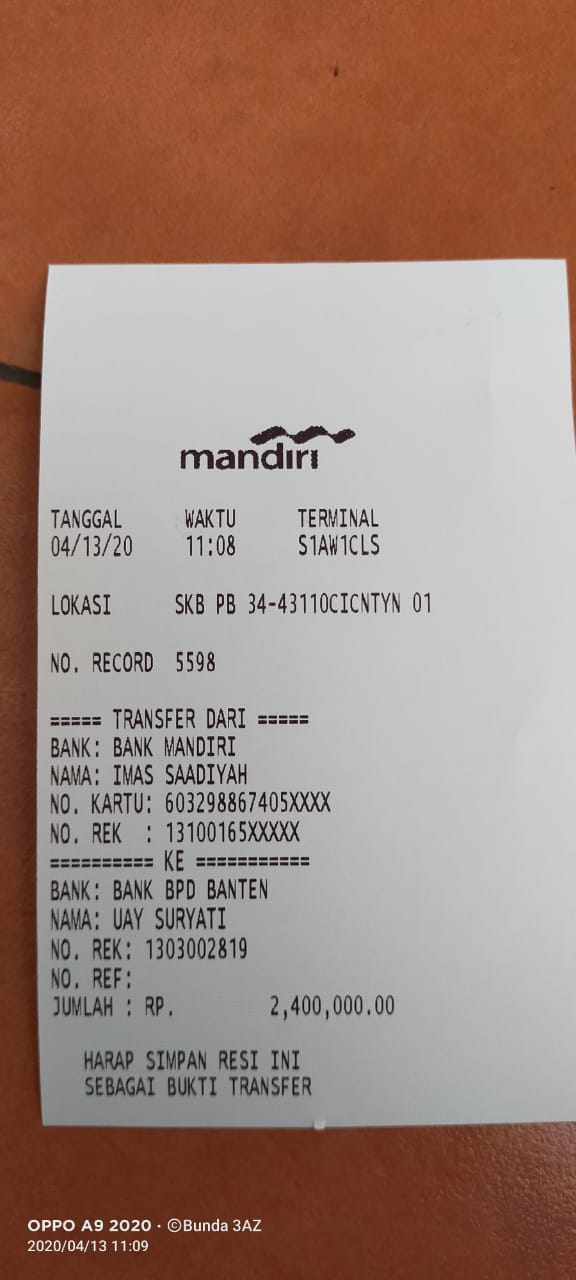 mandiri
TANGGAL WAKTU TERMINAL
04/13/20 11:08 S1AW1CLS
LOKASI SKB PB 34-43110CICNTYN 01
NO. RECORD 5598
===== TRANSFER DARI =====
BANK: BANK MANDIRI
NAMA: IMAS SAADIYAH
NO. KARTU: 603298867405XXXX
NO. REK : 13100165XXXXX
========== KE ===========
BANK: BANK BPD BANTEN
NAMA: UAY SURYATI
NO. REK: 1303002819
NO. REF:
JUMLAH : RP. 2,400,000.00
HARAP SIMPAN RESI INI
SEBAGAI BUKTI TRANSFER
OPPO A9 2020 · ©Bunda 3AZ
2020/04/13 11:09